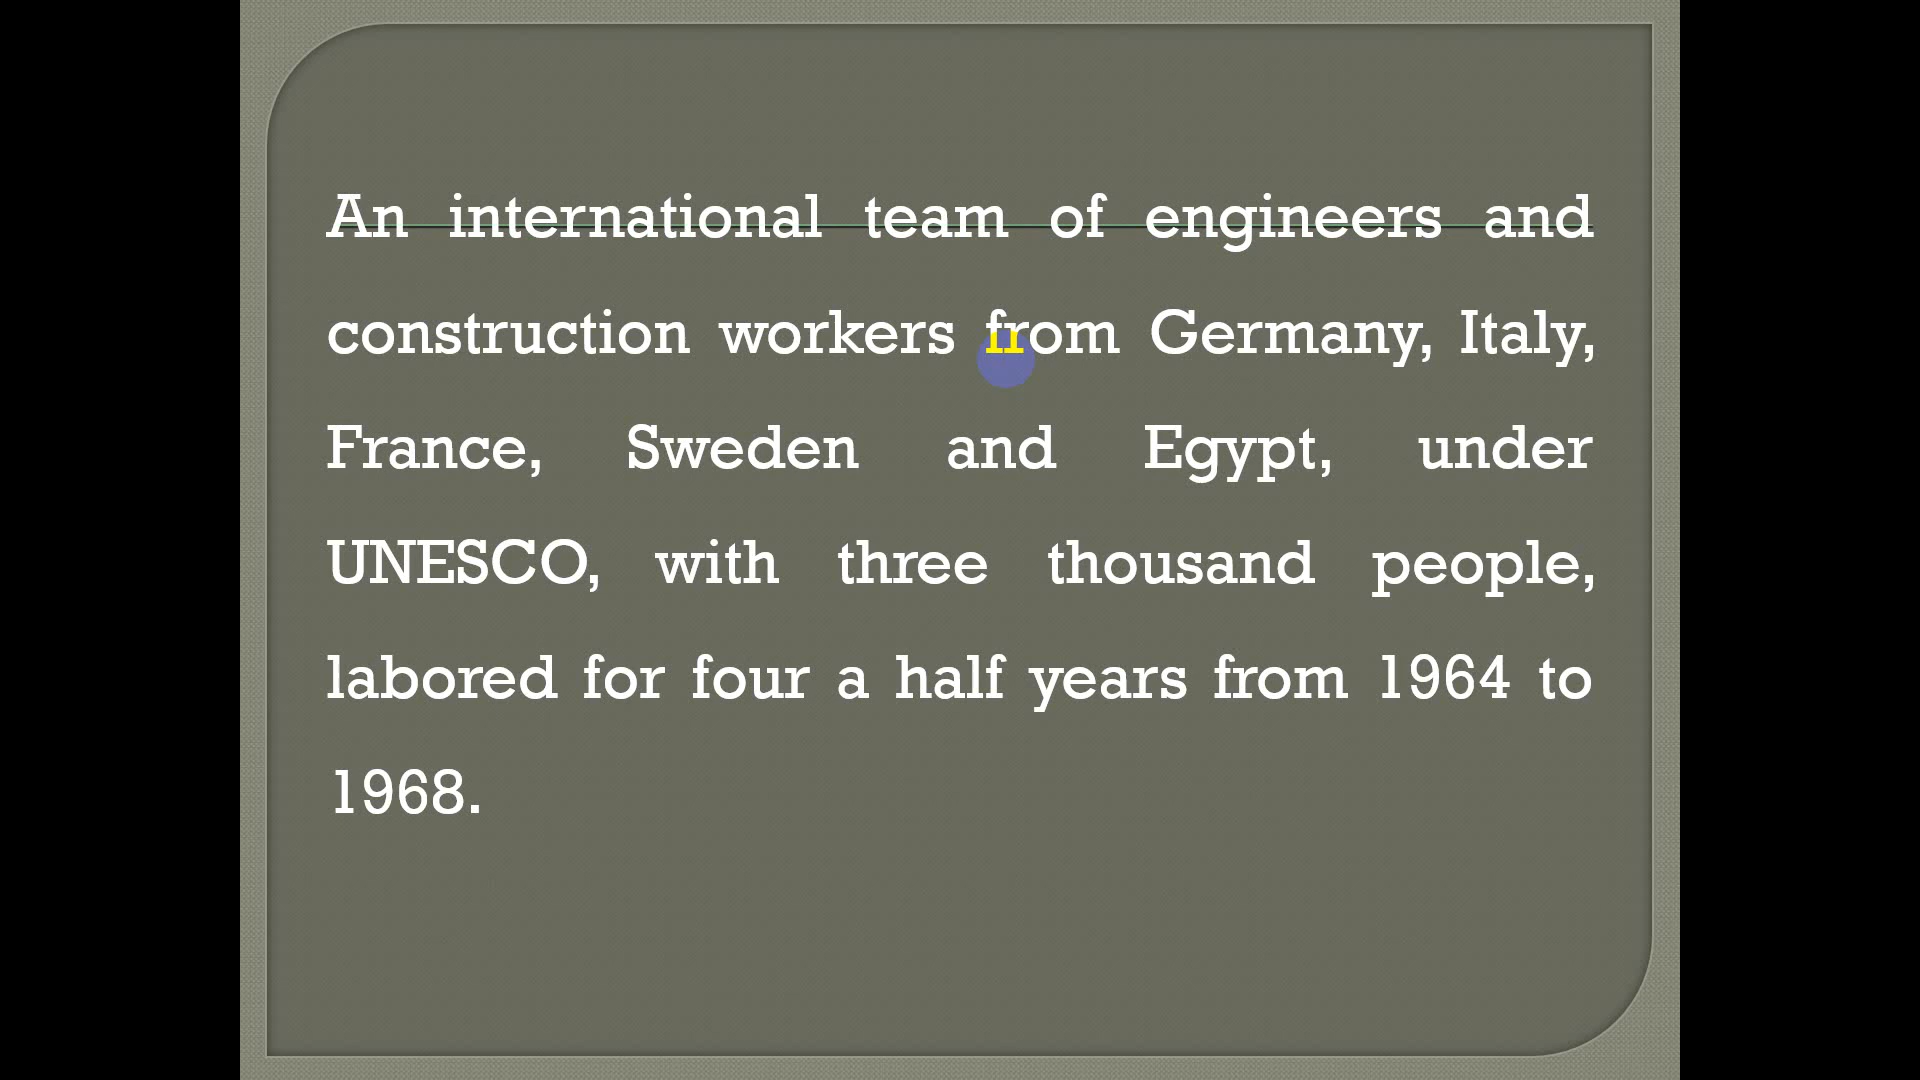 An international team of engineers and
construction workers from Germany, Italy,
France, Sweden and Egypt, under
UNESCO, with three thousand people,
labored for four a half years from 1964 to
1968.